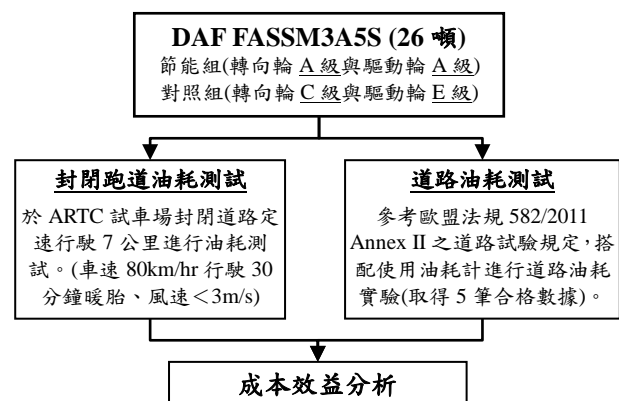 DAF FASSM3A5S (26 噸)
節能組(轉向輪 A 級與驅動輪 A 級)
對照組(轉向輪 C 級與驅動輪 E 級)
封閉跑道油耗測試
於 ARTC 試車場封閉道路定
速行駛 7 公里進行油耗測
試。(車速 80km/hr 行駛 30
分鐘暖胎、風速＜3m/s)
道路油耗測試
參考歐盟法規 582/2011
Annex II 之道路試驗規定，搭
配使用油耗計進行道路油耗
實驗(取得 5 筆合格數據)。
成本效益分析